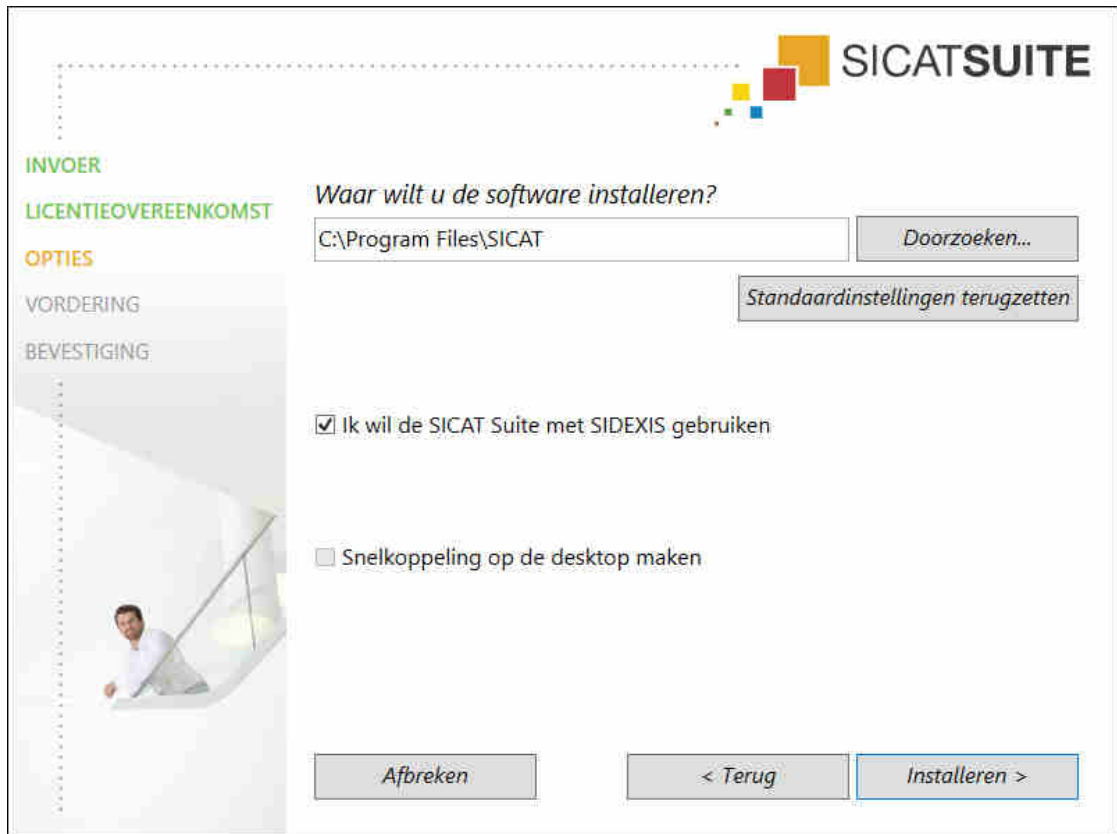 SICATSUITE
INVOER
LICENTIEOVEREENKOMST
OPTIES
VORDERING
BEVESTIGING
Waar wilt u de software installeren?
C:\Program Files\SICAT
Doorzoeken...
Standaardinstellingen terugzetten
Ik wil de SICAT Suite met SIDEXIS gebruiken
Snelkoppeling op de desktop maken
Afbreken
< Terug
Installeren >